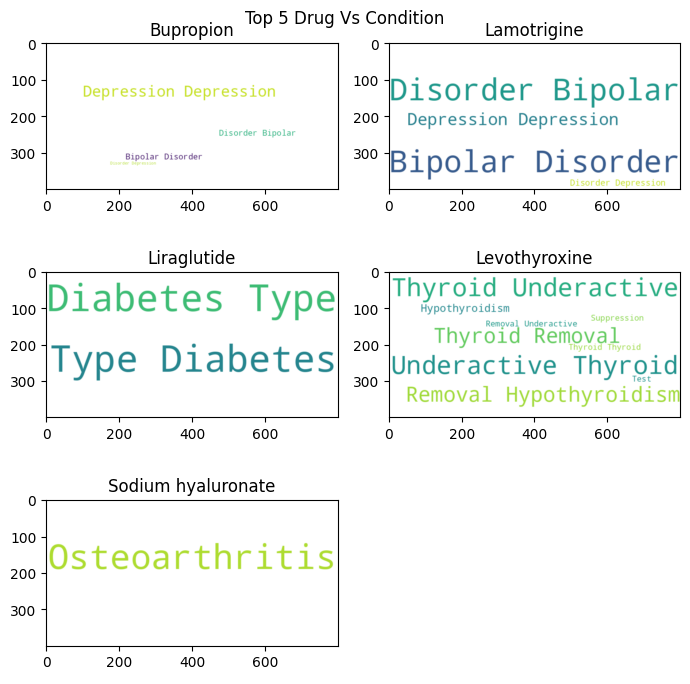 Top 5 Drug Vs Condition
Bupropion
0
100
200
300
0 200 400 600
Depression Depression
Disorder Bipolar
Bipolar Disorder
Disorder Depression
Lamotrigine
0
100
200
300
0 200 400 600
Disorder Bipolar
Depression Depression
Bipolar Disorder
Disorder Depression
Liraglutide
0
100
200
300
0 200 400 600
Diabetes Type
Type Diabetes
Levothyroxine
0
100
200
300
0 200 400 600
Thyroid Underactive
Hypothyroidism
Suppression
Removal Underactive
Thyroid Removal
Thyroid Thyroid
Underactive Thyroid
Test
Removal Hypothyroidism
Sodium hyaluronate
0
100
200
300
0 200 400 600
Osteoarthritis